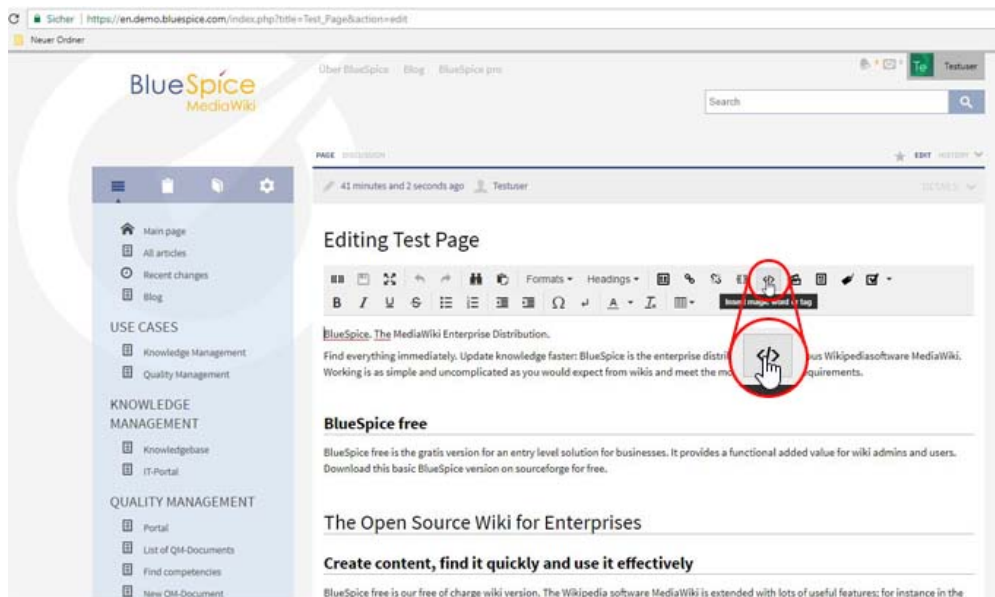 Sicher | https://en.demo.bluespice.com/index.php?title=Test_Page&action=edit
Neuer Ordner
BlueSpice
MediaWiki
Über BlueSpice Blog BlueSpice pro
Te Testuser
Search
PAGE DISCUSSION
EDIT HISTORY
41 minutes and 2 seconds ago Testuser
DETAILS
Main page
All articles
Recent changes
Blog
USE CASES
Knowledge Management
Quality Management
KNOWLEDGE
MANAGEMENT
Knowledgebase
IT-Portal
QUALITY MANAGEMENT
Portal
List of QM-Documents
Find competencies
New QM-Document
Editing Test Page
Formats Headings
B I U S Ω A
Insert magic word or tag
BlueSpice. The MediaWiki Enterprise Distribution.
Find everything immediately. Update knowledge faster: BlueSpice is the enterprise Wikipediasoftware MediaWiki.
Working is as simple and uncomplicated as you would expect from wikis and meet the
BlueSpice free
BlueSpice free is the gratis version for an entry level solution for businesses. It provides a functional added value for wiki admins and users.
Download this basic BlueSpice version on sourceforge for free.
The Open Source Wiki for Enterprises
Create content, find it quickly and use it effectively
BlueSpice free is our free of charge wiki version. The Wikipedia software MediaWiki is extended with lots of useful features; for instance in the